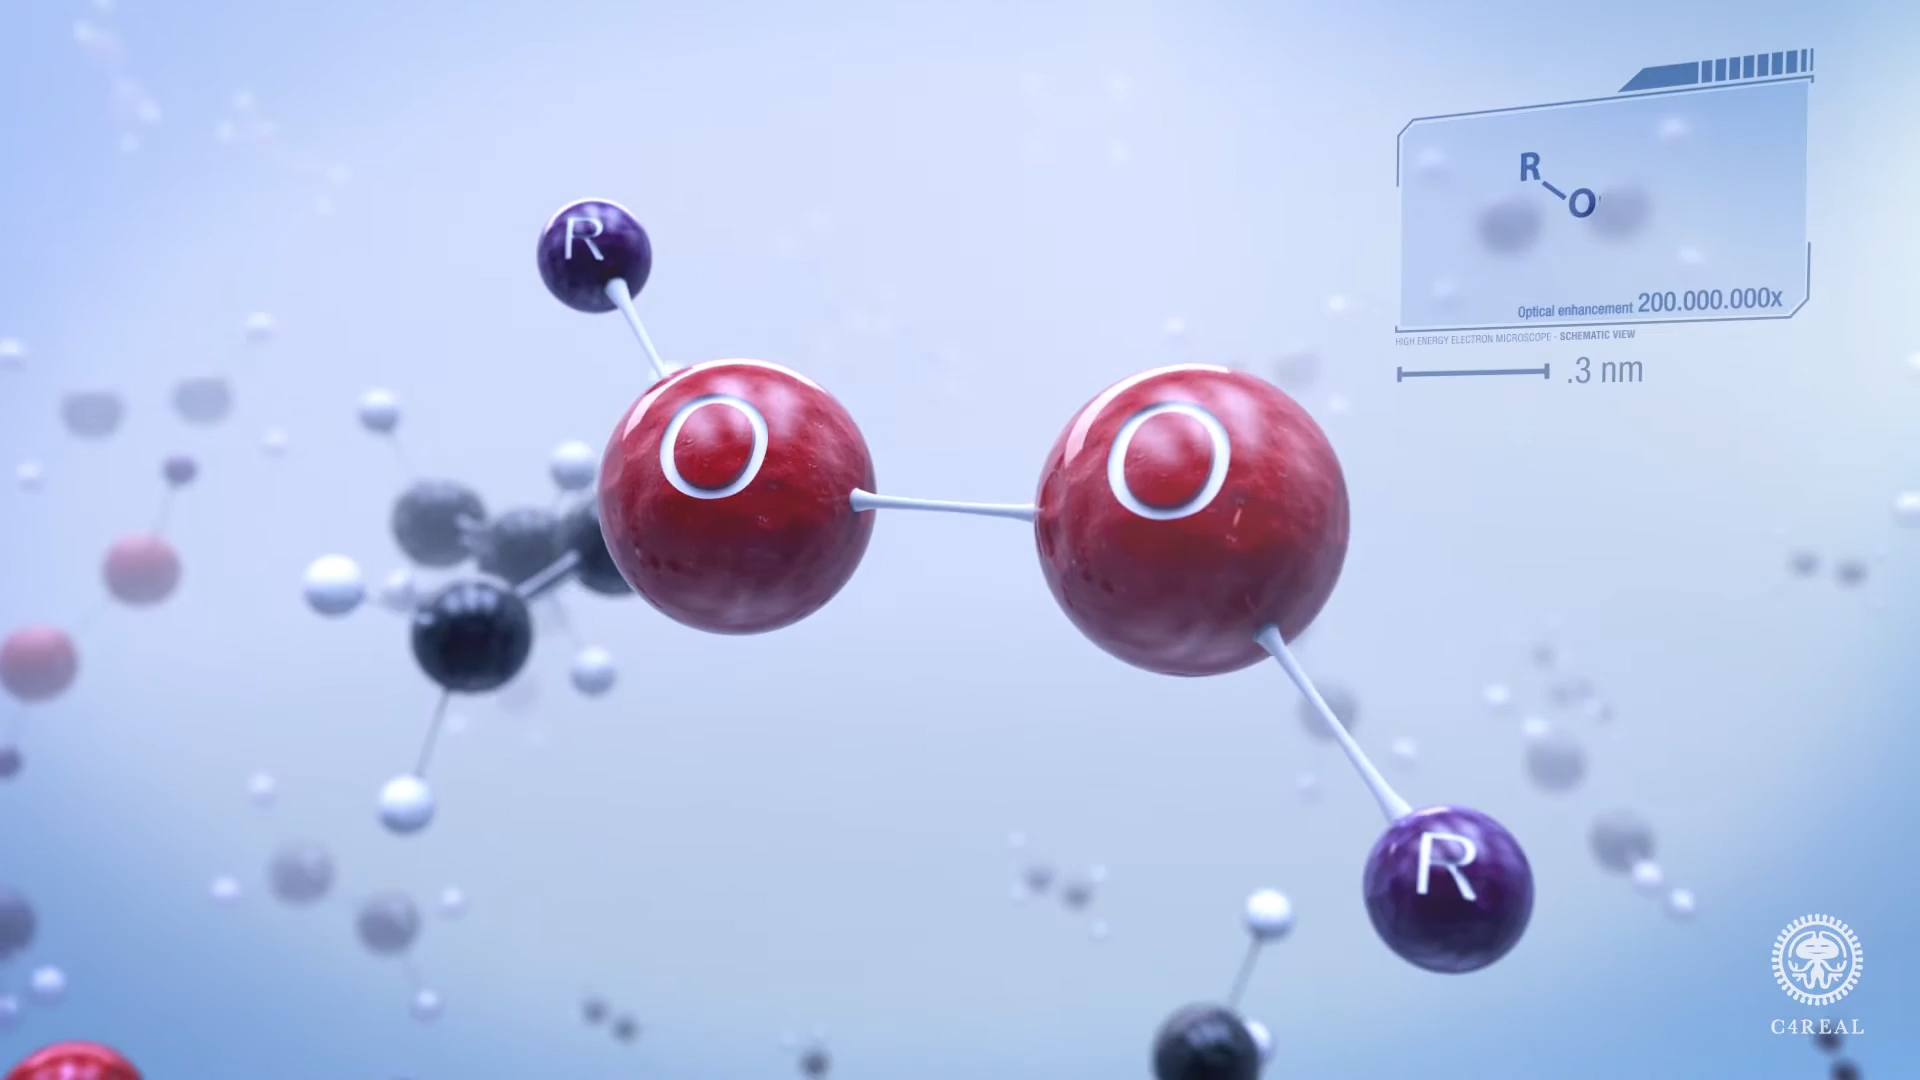 R
O
Optical enhancement 200.000.000x
HIGH ENERGY ELECTRON MICROSCOPE - SCHEMATIC VIEW
.3 nm
R
O
O
R
C4REAL